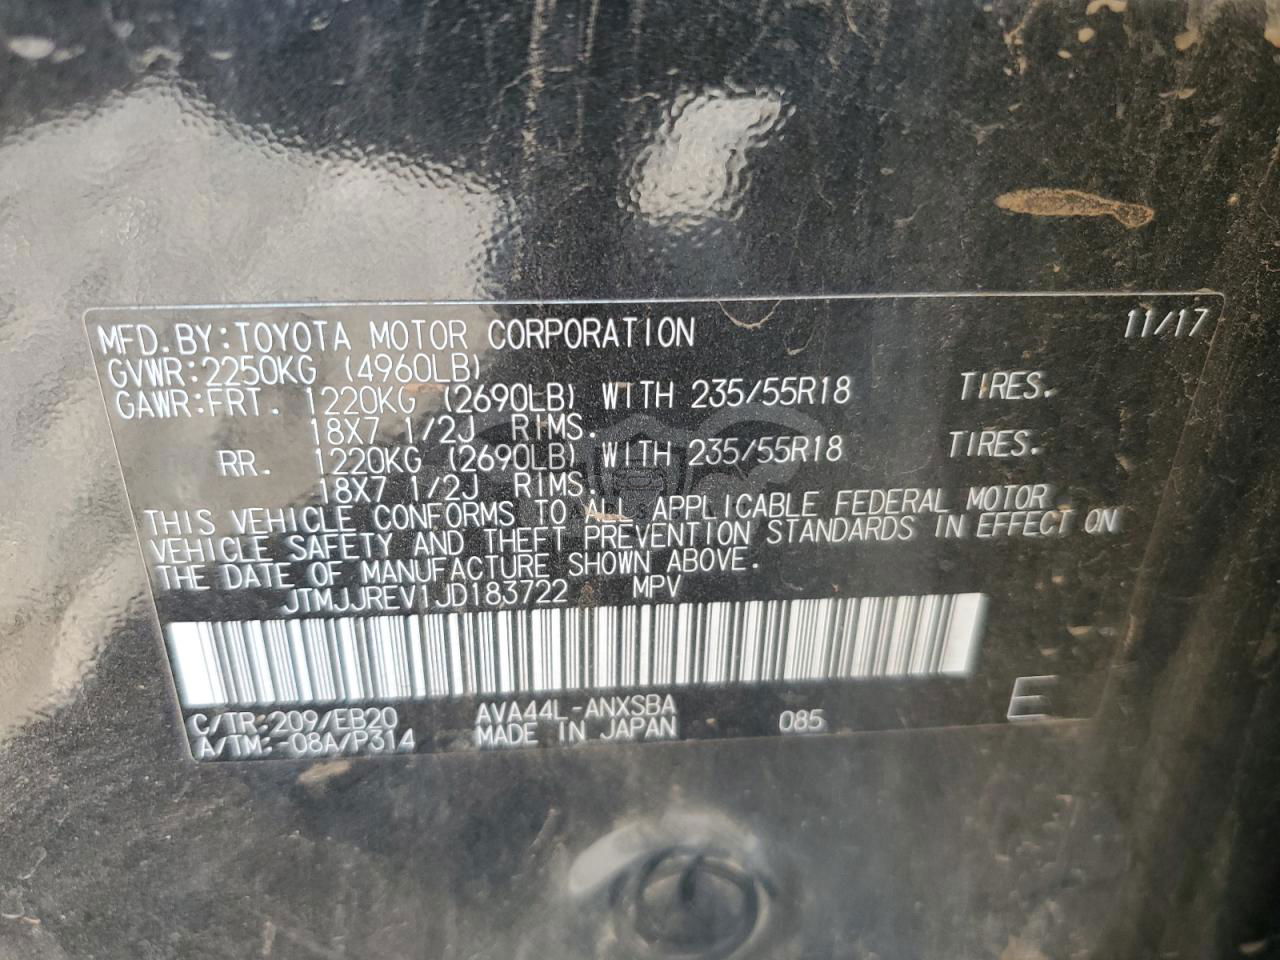 MFD.BY:TOYOTA MOTOR CORPORATION 11/17
GVWR:2250KG (4960LB)
GAWR:FRT. 1220KG (2690LB) WITH 235/55R18 TIRES.
18X7 1/2J RIMS.
RR. 1220KG (2690LB) WITH 235/55R18 TIRES.
18X7 1/2J RIMS.
THIS VEHICLE CONFORMS TO ALL APPLICABLE FEDERAL MOTOR
VEHICLE SAFETY AND THEFT PREVENTION STANDARDS IN EFFECT ON
THE DATE OF MANUFACTURE SHOWN ABOVE.
JTMJJREV1JD183722 MPV
C/TR:209/EB20 AVA44L-ANXSBA 085 E
A/TM:-08A/P314 MADE IN JAPAN